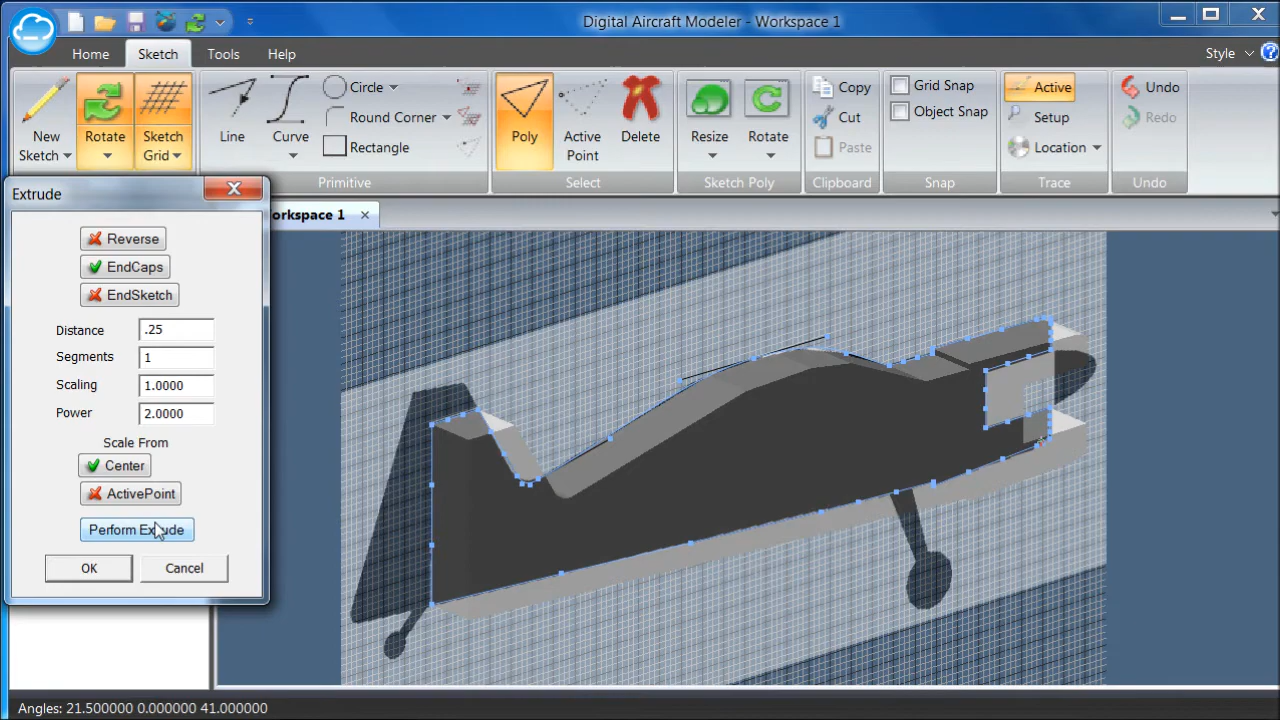 Digital Aircraft Modeler - Workspace 1
Home Sketch Tools Help Style
New Sketch
Rotate
Sketch Grid
Line
Curve
Circle
Round Corner
Rectangle
Primitive
Poly
Active Point
Delete
Select
Resize
Rotate
Sketch Poly
Copy
Cut
Paste
Clipboard
Grid Snap
Object Snap
Snap
Active
Setup
Location
Trace
Undo
Redo
Undo
orkspace 1
Extrude
Reverse
EndCaps
EndSketch
Distance .25
Segments 1
Scaling 1.0000
Power 2.0000
Scale From
Center
ActivePoint
Perform Extrude
OK Cancel
Angles: 21.500000 0.000000 41.000000